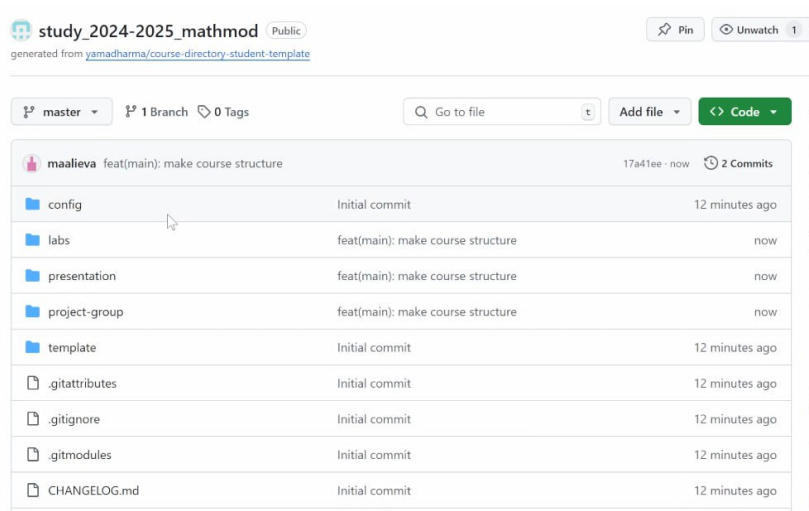 study_2024-2025_mathmod Public Pin Unwatch 1
generated from yamadharma/course-directory-student-template
master 1 Branch 0 Tags Go to file t Add file Code
maalieva feat(main): make course structure 17a41ee · now 2 Commits
config Initial commit 12 minutes ago
labs feat(main): make course structure now
presentation feat(main): make course structure now
project-group feat(main): make course structure now
template Initial commit 12 minutes ago
.gitattributes Initial commit 12 minutes ago
.gitignore Initial commit 12 minutes ago
.gitmodules Initial commit 12 minutes ago
CHANGELOG.md Initial commit 12 minutes ago